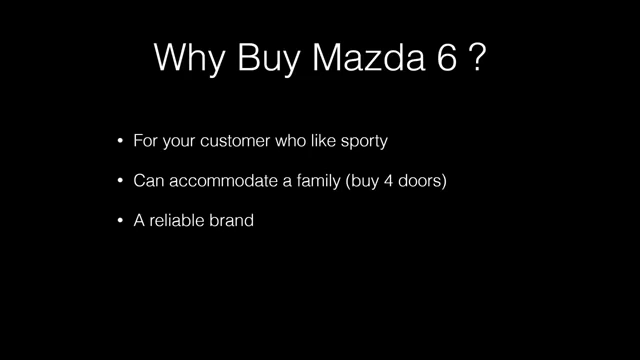 Why Buy Mazda 6 ?
• For your customer who like sporty
• Can accommodate a family (buy 4 doors)
• A reliable brand